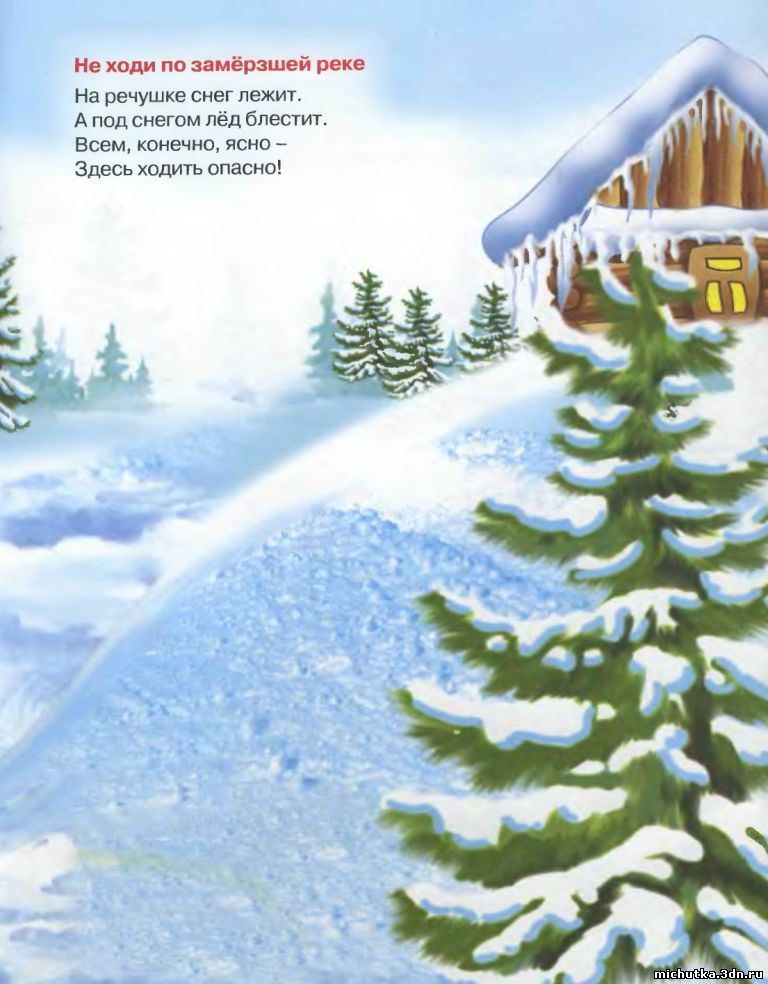 Не ходи по замёрзшей реке
На речушке снег лежит.
А под снегом лёд блестит.
Всем, конечно, ясно –
Здесь ходить опасно!
michutka.3dn.ru